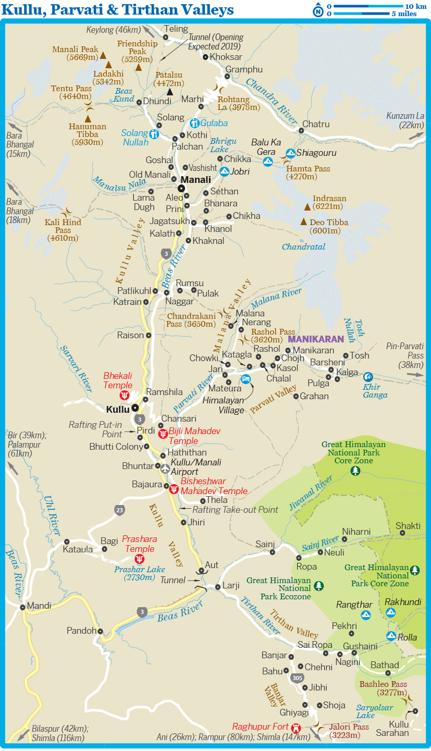 Kullu, Parvati & Tirthan Valleys
N
0 10 km
0 5 miles
Keylong (46km)
Teling
Tunnel (Opening
Expected 2019)
Khoksar
Gramphu
Manali Peak
(5669m)
Friendship
Peak
(5289m)
Ladakhi
(5342m)
Patalsu
(4472m)
Tentu Pass
(4640m)
Beas
Kund
Dhundi
Marhi
Rohtang
La (3978m)
Chandra River
Hanuman
Tibba
(5930m)
Solang
Gulaba
Chatru
Kunzum La
(22km)
Solang
Nullah
Kothi
Palchan
Bhrigu
Lake
Balu Ka
Gera
Shiagouru
Bara
Bhangal
(15km)
Goshal
Vashisht
Chikka
Jobri
Hamta Pass
(4270m)
Old Manali
Manalsu Nala
Manali
Sethan
Lama
Dugh
Aleo
Prini
Bhanara
Indrasan
(6221m)
Bara
Bhangal
(18km)
Jagatsukh
Chikha
Deo Tibba
(6001m)
Kali Hind
Pass
(4610m)
Kalath
Khanol
Khaknal
Chandratal
Kullu Valley
3
Beas River
Patlikuhl
Rumsu
Pulak
Katrain
Naggar
Malana Valley
Malana River
Chandrakani
Pass (3650m)
Malana
Nerang
Rashol Pass
(3620m)
MANIKARAN
Tosh
Nullah
Raison
Sarvari River
Chowki
Katagla
Rashol
Manikaran
Tosh
Pin-Parvati
Pass
(38km)
Jari
Kasol
Chojh
Barsheni
Chalal
Kalga
Pulga
Khir
Ganga
Bhekali
Temple
Ramshila
Parvati River
Mateura
Himalayan
Village
Parvati Valley
Grahan
Kullu
Rafting Put-in
Point
3
Chansari
Pirdi
Bijli Mahadev
Temple
Bhutti Colony
Bir (39km),
Palampur
(61km)
Hathithan
Bhuntar
Kullu/Manali
Airport
Great Himalayan
National Park
Core Zone
Bajaura
Bisheshwar
Mahadev Temple
Jiwanal River
Uhl River
23
Thela
Rafting Take-out Point
Kullu
Valley
Jhiri
Bagi
Kataula
Prashara
Temple
Prashar Lake
(2730m)
Sainj
Sainj River
Niharni
Shakti
Neuli
Ropa
Beas River
Aut
Tunnel
Larji
Great Himalayan
National Park
Ecozone
Great Himalayan
National Park
Core Zone
Mandi
3
Beas River
Tirthan River
Tirthan Valley
Rangthar
Rakhundi
Pekhri
Rolla
Pandoh
Sai Ropa
Gushaini
Banjar
Nagini
Bathad
Bahu
Chehni
Banjar
Valley
305
Jibhi
Bashleo Pass
(3277m)
Shoja
Ghiyagi
Saryolsar
Lake
Kullu
Sarahan
Raghupur Fort
Jalori Pass
(3223m)
Bilaspur (42km);
Shimla (116km)
Ani (26km); Rampur (80km); Shimla (147km)